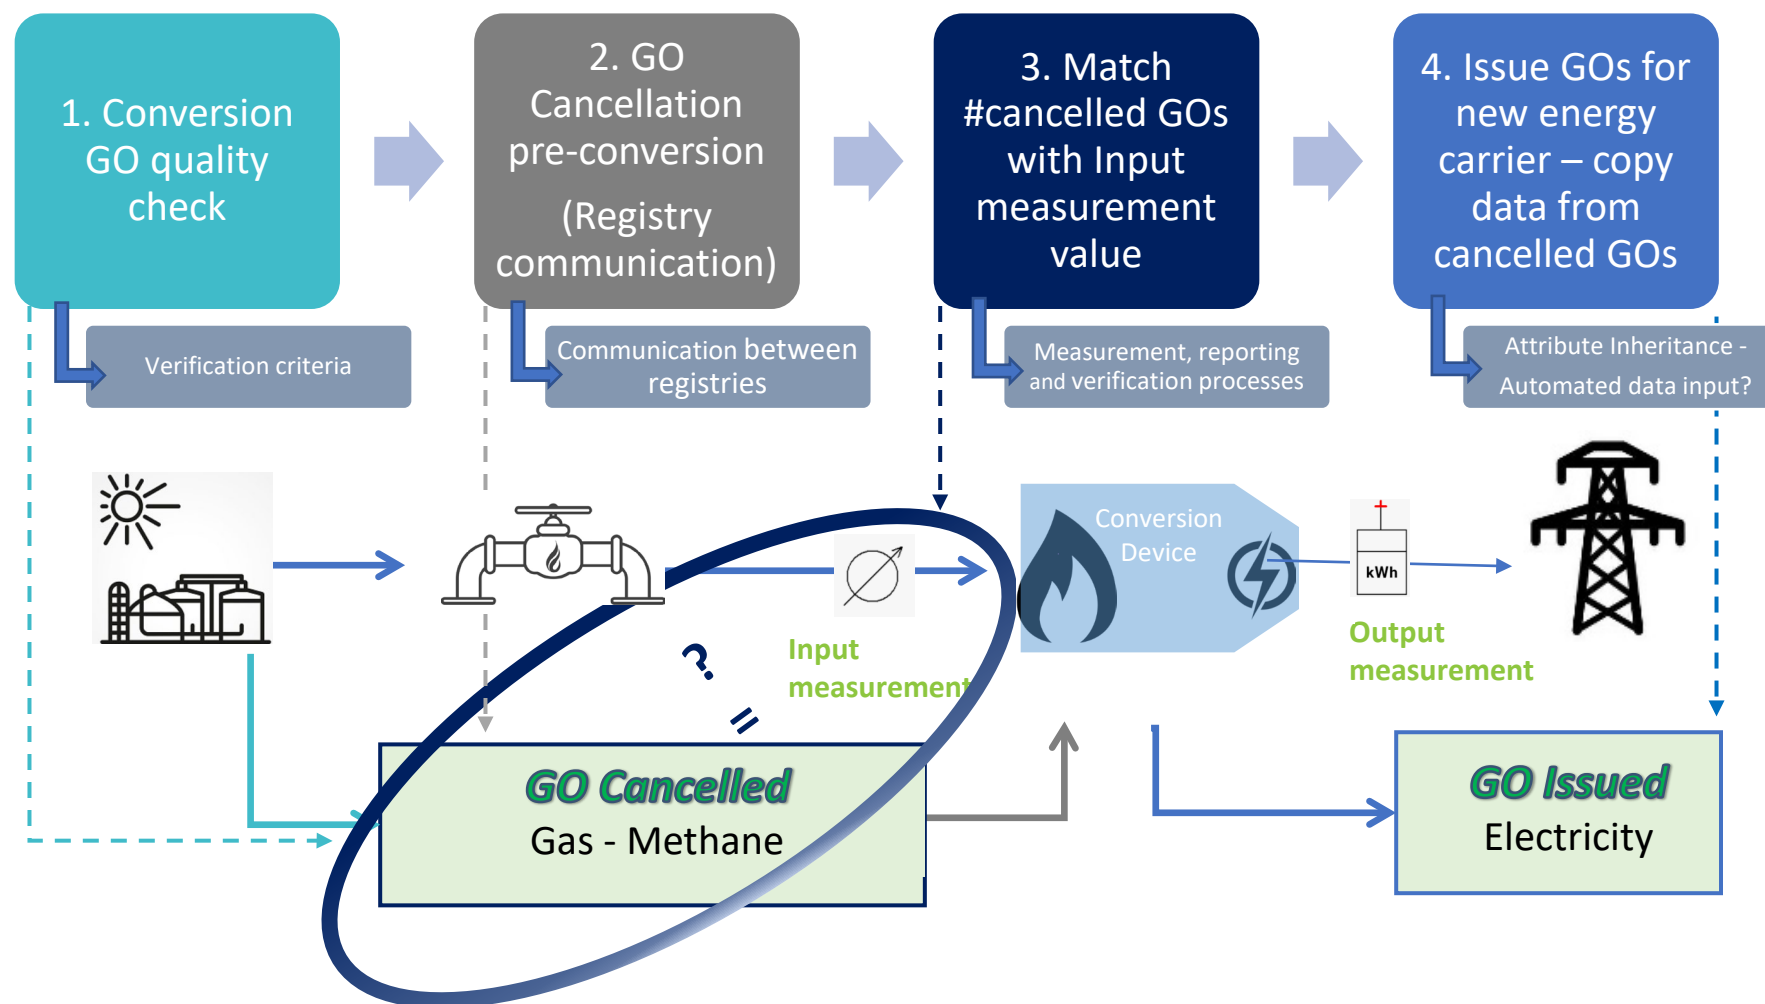 1. Conversion
GO quality
check
2. GO
Cancellation
pre-conversion
(Registry
communication)
3. Match
#cancelled GOs
with Input
measurement
value
4. Issue GOs for
new energy
carrier – copy
data from
cancelled GOs
Verification criteria
Communication between
registries
Measurement, reporting
and verification processes
Attribute Inheritance -
Automated data input?
Conversion
Device
kWh
Input
measurement
Output
measurement
?
=
GO Cancelled
Gas - Methane
GO Issued
Electricity